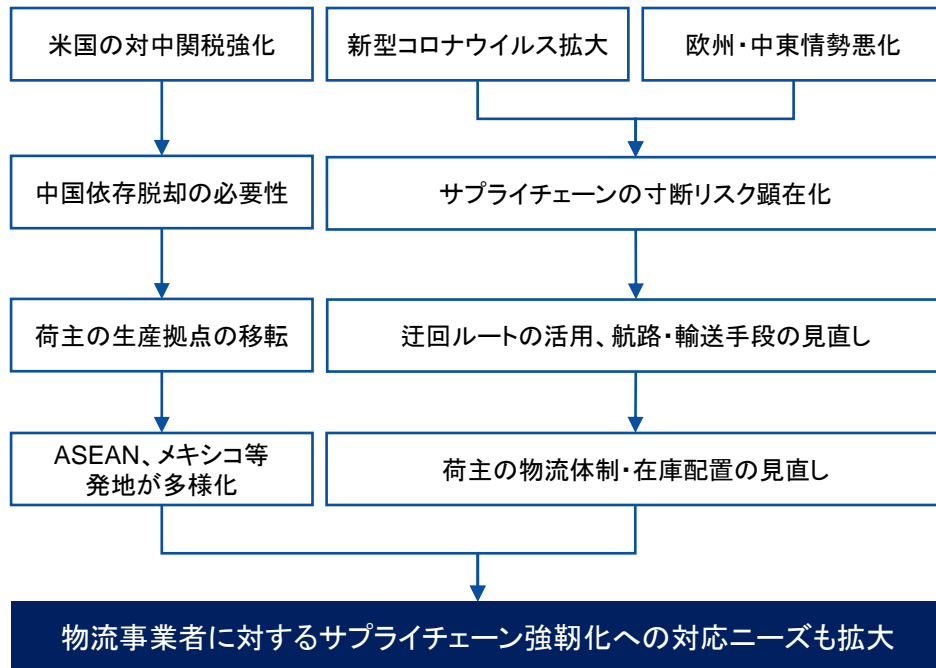 米国の対中関税強化
新型コロナウイルス拡大
欧州・中東情勢悪化
中国依存脱却の必要性
サプライチェーンの寸断リスク顕在化
荷主の生産拠点の移転
迂回ルートの活用、航路・輸送手段の見直し
ASEAN、メキシコ等
発地が多様化
荷主の物流体制・在庫配置の見直し
物流事業者に対するサプライチェーン強靭化への対応ニーズも拡大